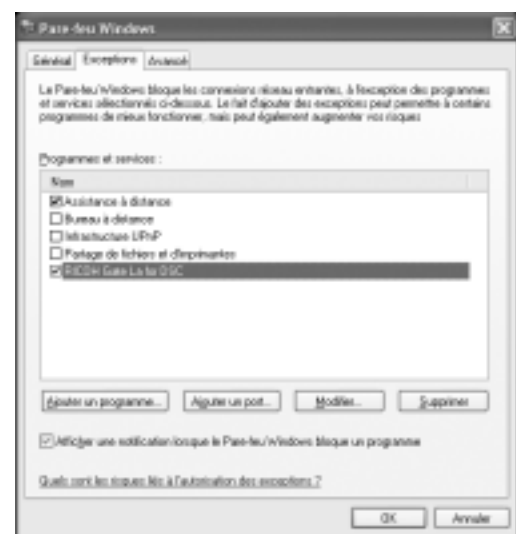 Pare-feu Windows
Général Exceptions Avancé
Le Pare-feu Windows bloque les connexions réseau entrantes, à l'exception des programmes
et services sélectionnés ci-dessous. Le fait d'ajouter des exceptions peut permettre à certains
programmes de mieux fonctionner, mais peut également augmenter vos risques
Programmes et services :
Nom
Assistance à distance
Bureau à distance
Infrastructure UPnP
Partage de fichiers et d'imprimantes
RICOH Gate La for DSC
Ajouter un programme...
Ajouter un port...
Modifier...
Supprimer
Afficher une notification lorsque le Pare-feu Windows bloque un programme
Quels sont les risques liés à l'autorisation des exceptions ?
OK
Annuler